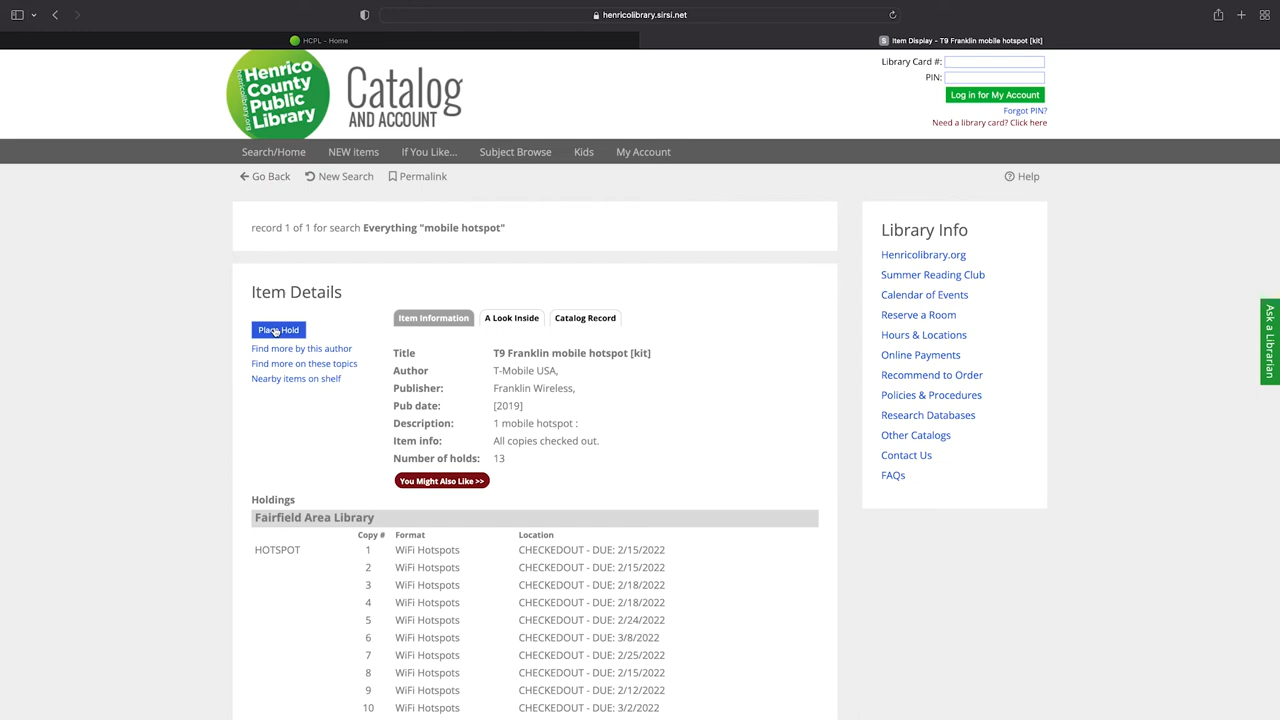 henricolibrary.sirsi.net
HCPL - Home
Item Display - T9 Franklin mobile hotspot [kit]
Henrico
County
Public
Library
henricolibrary.org
Catalog
AND ACCOUNT
Library Card #:
PIN:
Log in for My Account
Forgot PIN?
Need a library card? Click here
Search/Home NEW items If You Like... Subject Browse Kids My Account
Go Back New Search Permalink Help
record 1 of 1 for search Everything "mobile hotspot"
Item Details
Place Hold
Find more by this author
Find more on these topics
Nearby items on shelf
Item Information A Look Inside Catalog Record
Title T9 Franklin mobile hotspot [kit]
Author T-Mobile USA,
Publisher: Franklin Wireless,
Pub date: [2019]
Description: 1 mobile hotspot :
Item info: All copies checked out.
Number of holds: 13
You Might Also Like >>
Holdings
Fairfield Area Library
Copy # Format Location
HOTSPOT 1 WiFi Hotspots CHECKEDOUT - DUE: 2/15/2022
2 WiFi Hotspots CHECKEDOUT - DUE: 2/15/2022
3 WiFi Hotspots CHECKEDOUT - DUE: 2/18/2022
4 WiFi Hotspots CHECKEDOUT - DUE: 2/18/2022
5 WiFi Hotspots CHECKEDOUT - DUE: 2/24/2022
6 WiFi Hotspots CHECKEDOUT - DUE: 3/8/2022
7 WiFi Hotspots CHECKEDOUT - DUE: 2/25/2022
8 WiFi Hotspots CHECKEDOUT - DUE: 2/15/2022
9 WiFi Hotspots CHECKEDOUT - DUE: 2/12/2022
10 WiFi Hotspots CHECKEDOUT - DUE: 3/2/2022
Library Info
Henricolibrary.org
Summer Reading Club
Calendar of Events
Reserve a Room
Hours & Locations
Online Payments
Recommend to Order
Policies & Procedures
Research Databases
Other Catalogs
Contact Us
FAQs
Ask a Librarian